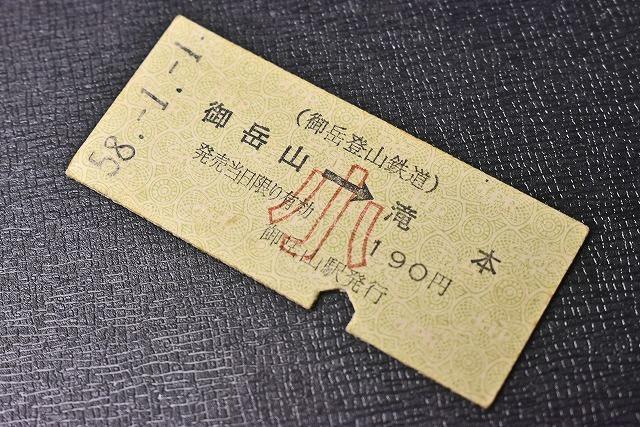 58.-1.-1.
(御岳登山鉄道)
御岳山→滝本
小
発売当日限り有効 190円
御岳山駅発行